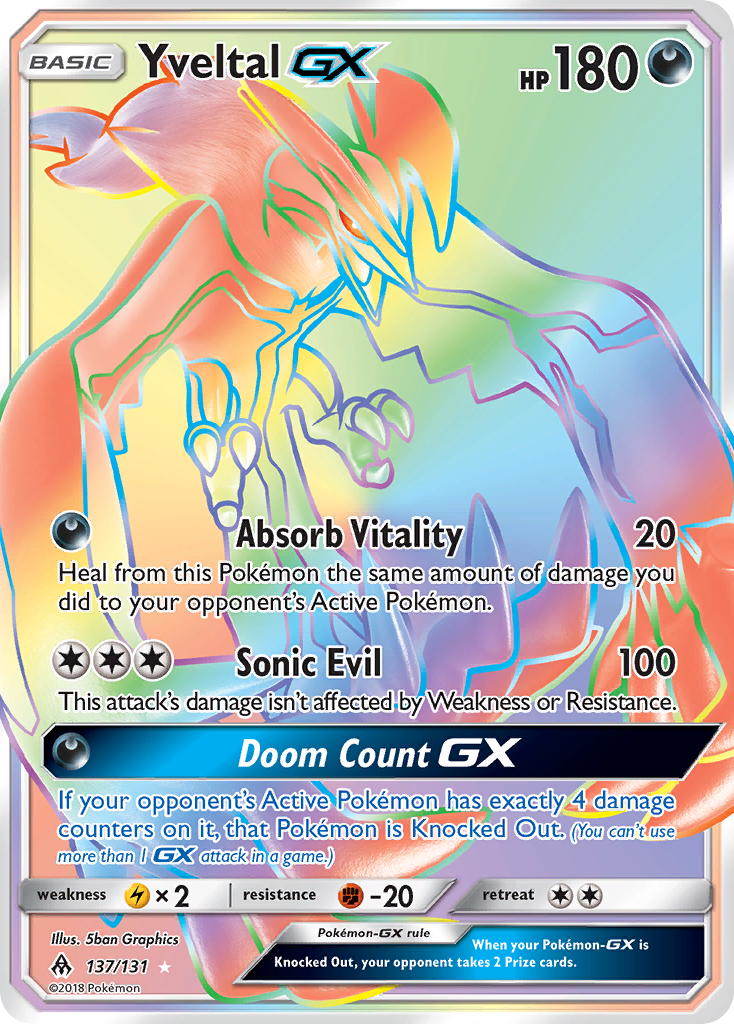 BASIC Yveltal GX HP 180
Absorb Vitality 20
Heal from this Pokémon the same amount of damage you
did to your opponent's Active Pokémon.
Sonic Evil 100
This attack's damage isn't affected by Weakness or Resistance.
Doom Count GX
If your opponent's Active Pokémon has exactly 4 damage
counters on it, that Pokémon is Knocked Out. (You can't use
more than 1 GX attack in a game.)
weakness × 2 resistance -20 retreat
Illus. 5ban Graphics
137/131
©2018 Pokémon
Pokémon-GX rule
When your Pokémon-GX is
Knocked Out, your opponent takes 2 Prize cards.